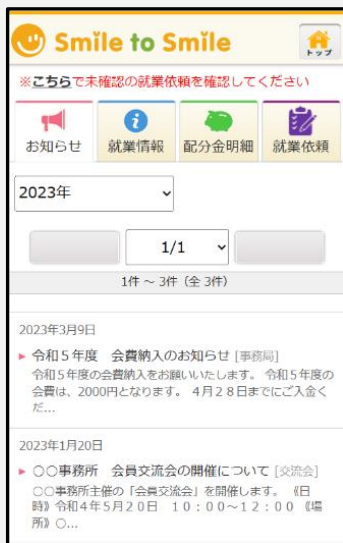 Smile to Smile
トップ
※こちらで未確認の就業依頼を確認してください
お知らせ
就業情報
配分金明細
就業依頼
2023年
1/1
1件 ～ 3件 (全 3件)
2023年3月9日
令和５年度　会費納入のお知らせ [事務局]
令和５年度の会費納入をお願いいたします。 令和５年度の
会費は、2000円となります。 ４月２８日までにご入金く
だ...
2023年1月20日
○○事務所　会員交流会の開催について [交流会]
○○事務所主催の「会員交流会」を開催します。 《日
時》令和４年５月２０日　１０：００～１２：００ 《場
所》○...